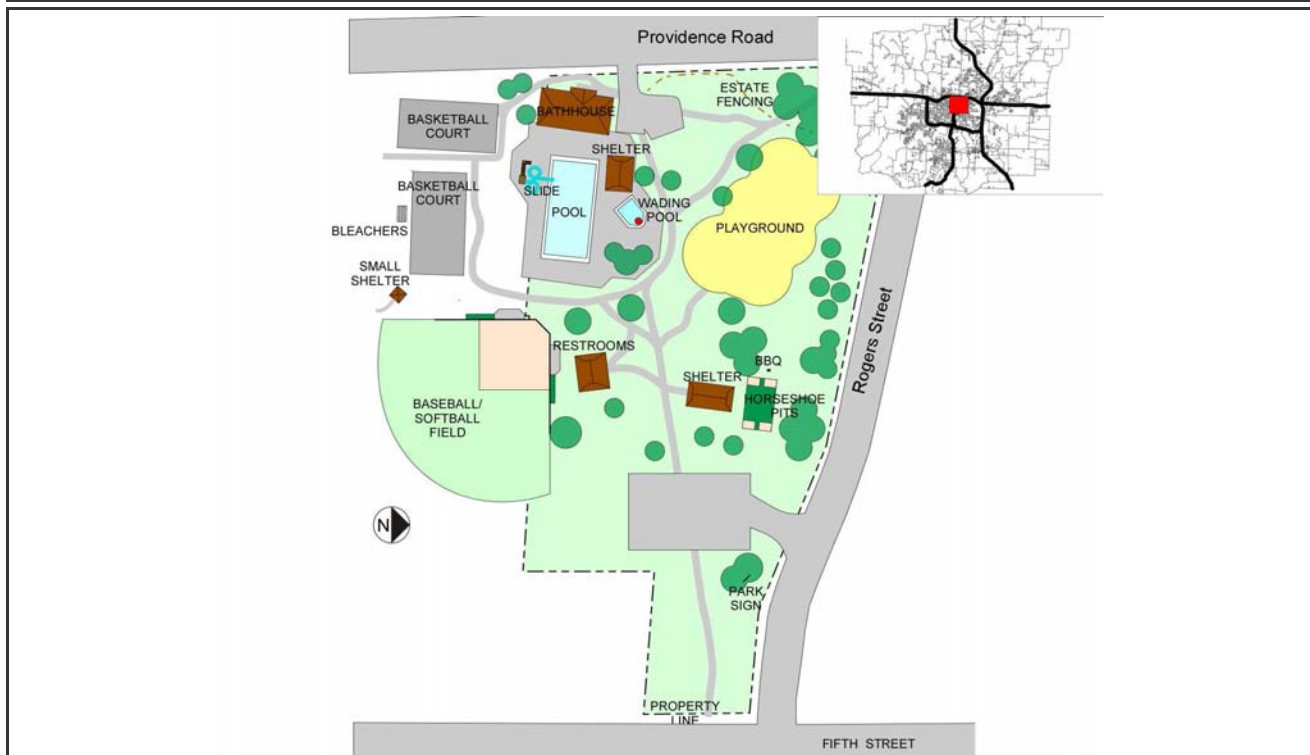 Providence Road
ESTATE
FENCING
BATHHOUSE
BASKETBALL
COURT
SHELTER
BASKETBALL
COURT
SLIDE
WADING
POOL
POOL
PLAYGROUND
BLEACHERS
SMALL
SHELTER
Rogers Street
RESTROOMS
BBQ
SHELTER
HORSESHOE
PITS
BASEBALL/
SOFTBALL
FIELD
N
PARK
SIGN
PROPERTY
LINE
FIFTH STREET